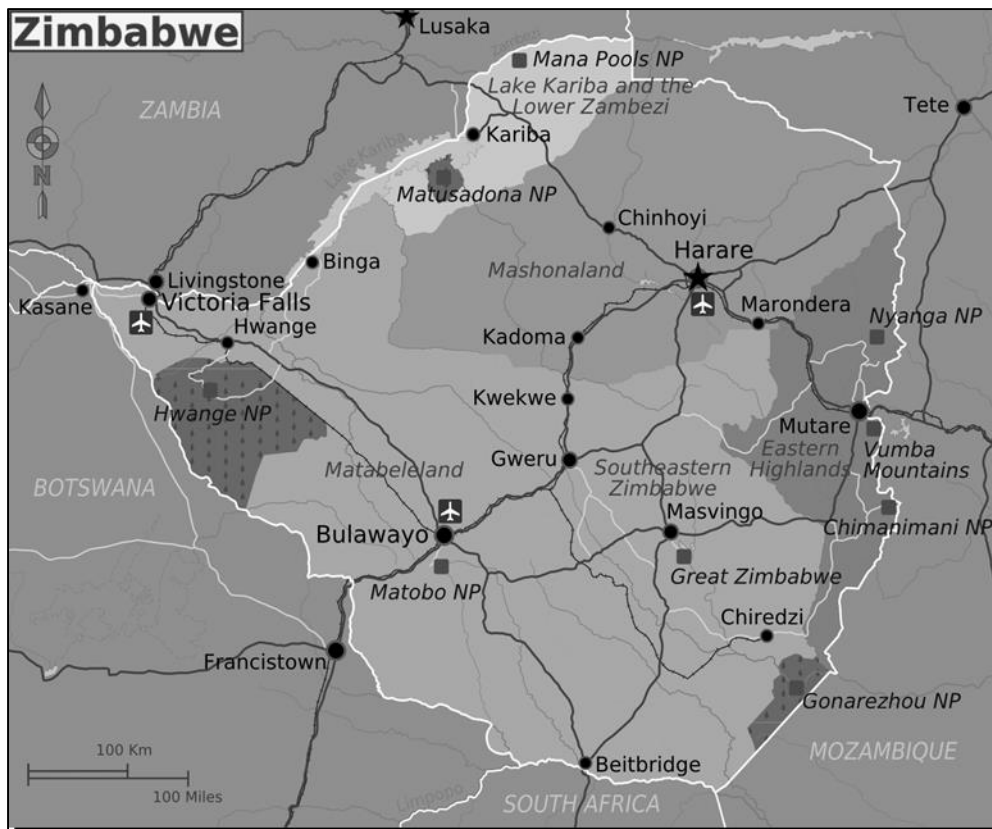 Zimbabwe
Lusaka
Zambezi
Mana Pools NP
Lake Kariba and the
Lower Zambezi
ZAMBIA
Tete
Kariba
Lake Kariba
N
Matusadona NP
Chinhoyi
Harare
Binga
Mashonaland
Livingstone
Kasane
Victoria Falls
Marondera
Hwange
Nyanga NP
Kadoma
Kwekwe
Hwange NP
Mutare
Eastern
Highlands
Vumba
Mountains
Matabeleland
Gweru
Southeastern
Zimbabwe
BOTSWANA
Masvingo
Chimanimani NP
Bulawayo
Matobo NP
Great Zimbabwe
Chiredzi
Francistown
Gonarezhou NP
100 Km
100 Miles
MOZAMBIQUE
Beitbridge
Limpopo
SOUTH AFRICA